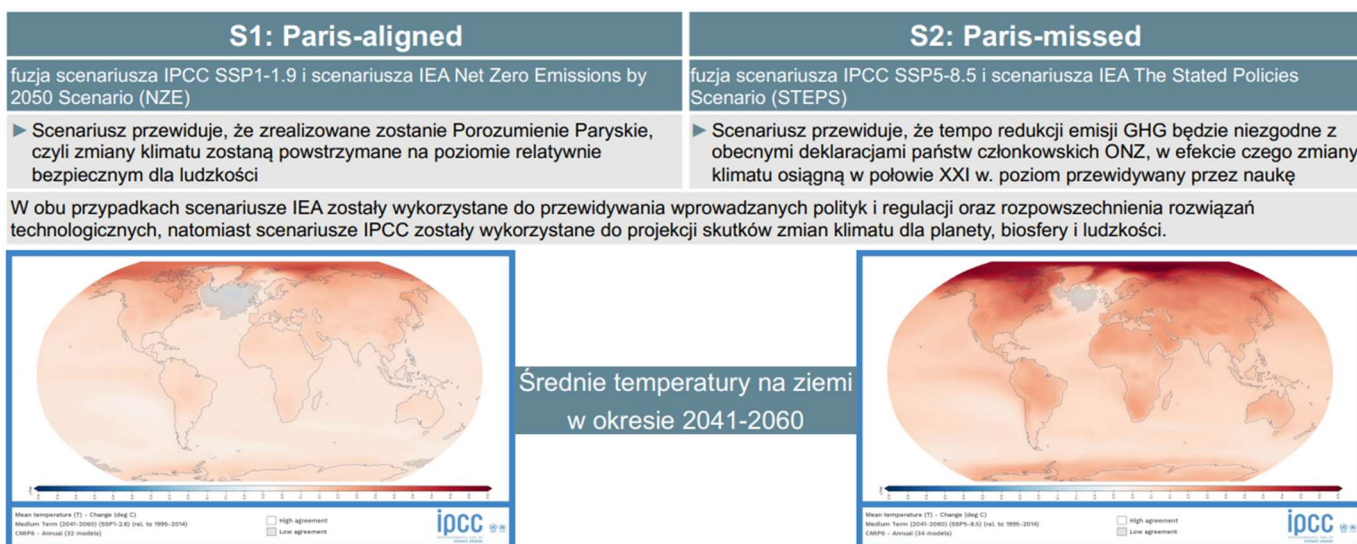 S1: Paris-aligned
fuzja scenariusza IPCC SSP1-1.9 i scenariusza IEA Net Zero Emissions by
2050 Scenario (NZE)
Scenariusz przewiduje, że zrealizowane zostanie Porozumienie Paryskie,
czyli zmiany klimatu zostaną powstrzymane na poziomie relatywnie
bezpiecznym dla ludzkości
S2: Paris-missed
fuzja scenariusza IPCC SSP5-8.5 i scenariusza IEA The Stated Policies
Scenario (STEPS)
Scenariusz przewiduje, że tempo redukcji emisji GHG będzie niezgodne z
obecnymi deklaracjami państw członkowskich ONZ, w efekcie czego zmiany
klimatu osiągną w połowie XXI w. poziom przewidywany przez naukę
W obu przypadkach scenariusze IEA zostały wykorzystane do przewidywania wprowadzanych polityk i regulacji oraz rozpowszechnienia rozwiązań
technologicznych, natomiast scenariusze IPCC zostały wykorzystane do projekcji skutków zmian klimatu dla planety, biosfery i ludzkości.
Mean temperature (T) - Change (deg C)
Medium Term (2041-2060) (SSP1-2.6) (rel. to 1995-2014)
CMIP6 - Annual (32 models)
High agreement
Low agreement
ipcc
Średnie temperatury na ziemi
w okresie 2041-2060
Mean temperature (T) - Change (deg C)
Medium Term (2041-2060) (SSP5-8.5) (rel. to 1995-2014)
CMIP6 - Annual (34 models)
High agreement
Low agreement
ipcc